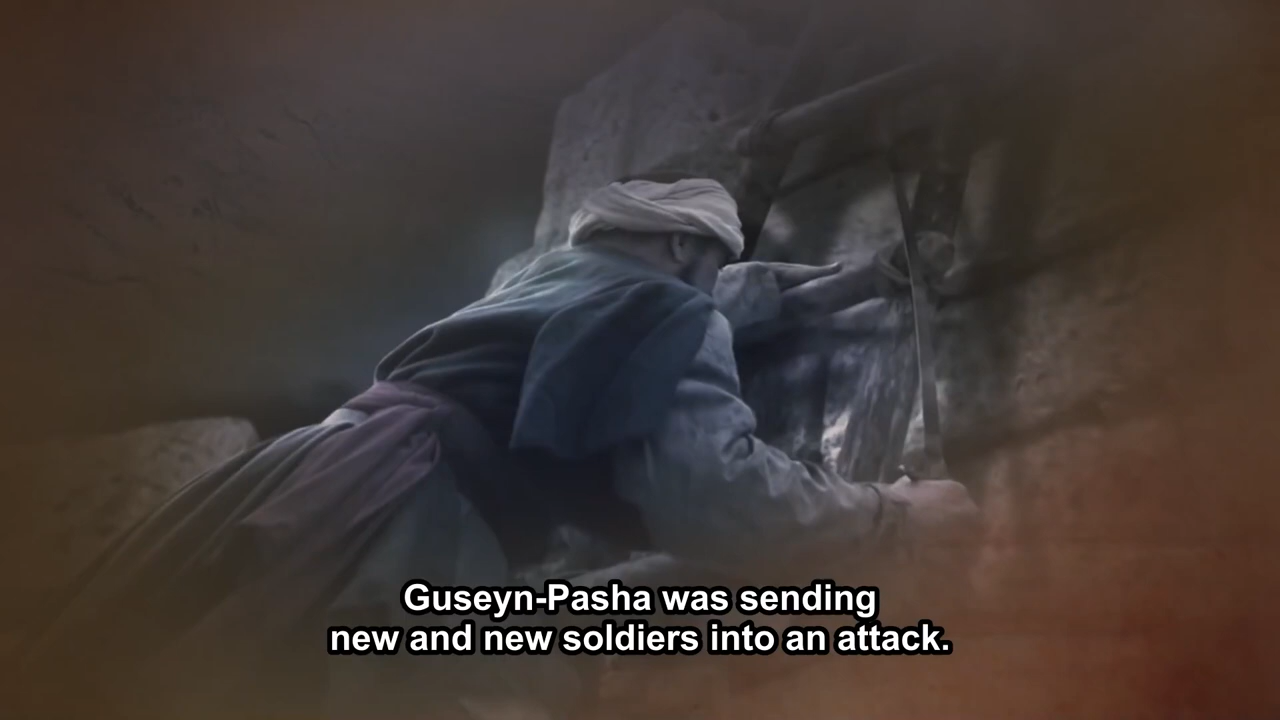 Guseyn-Pasha was sending
new and new soldiers into an attack.